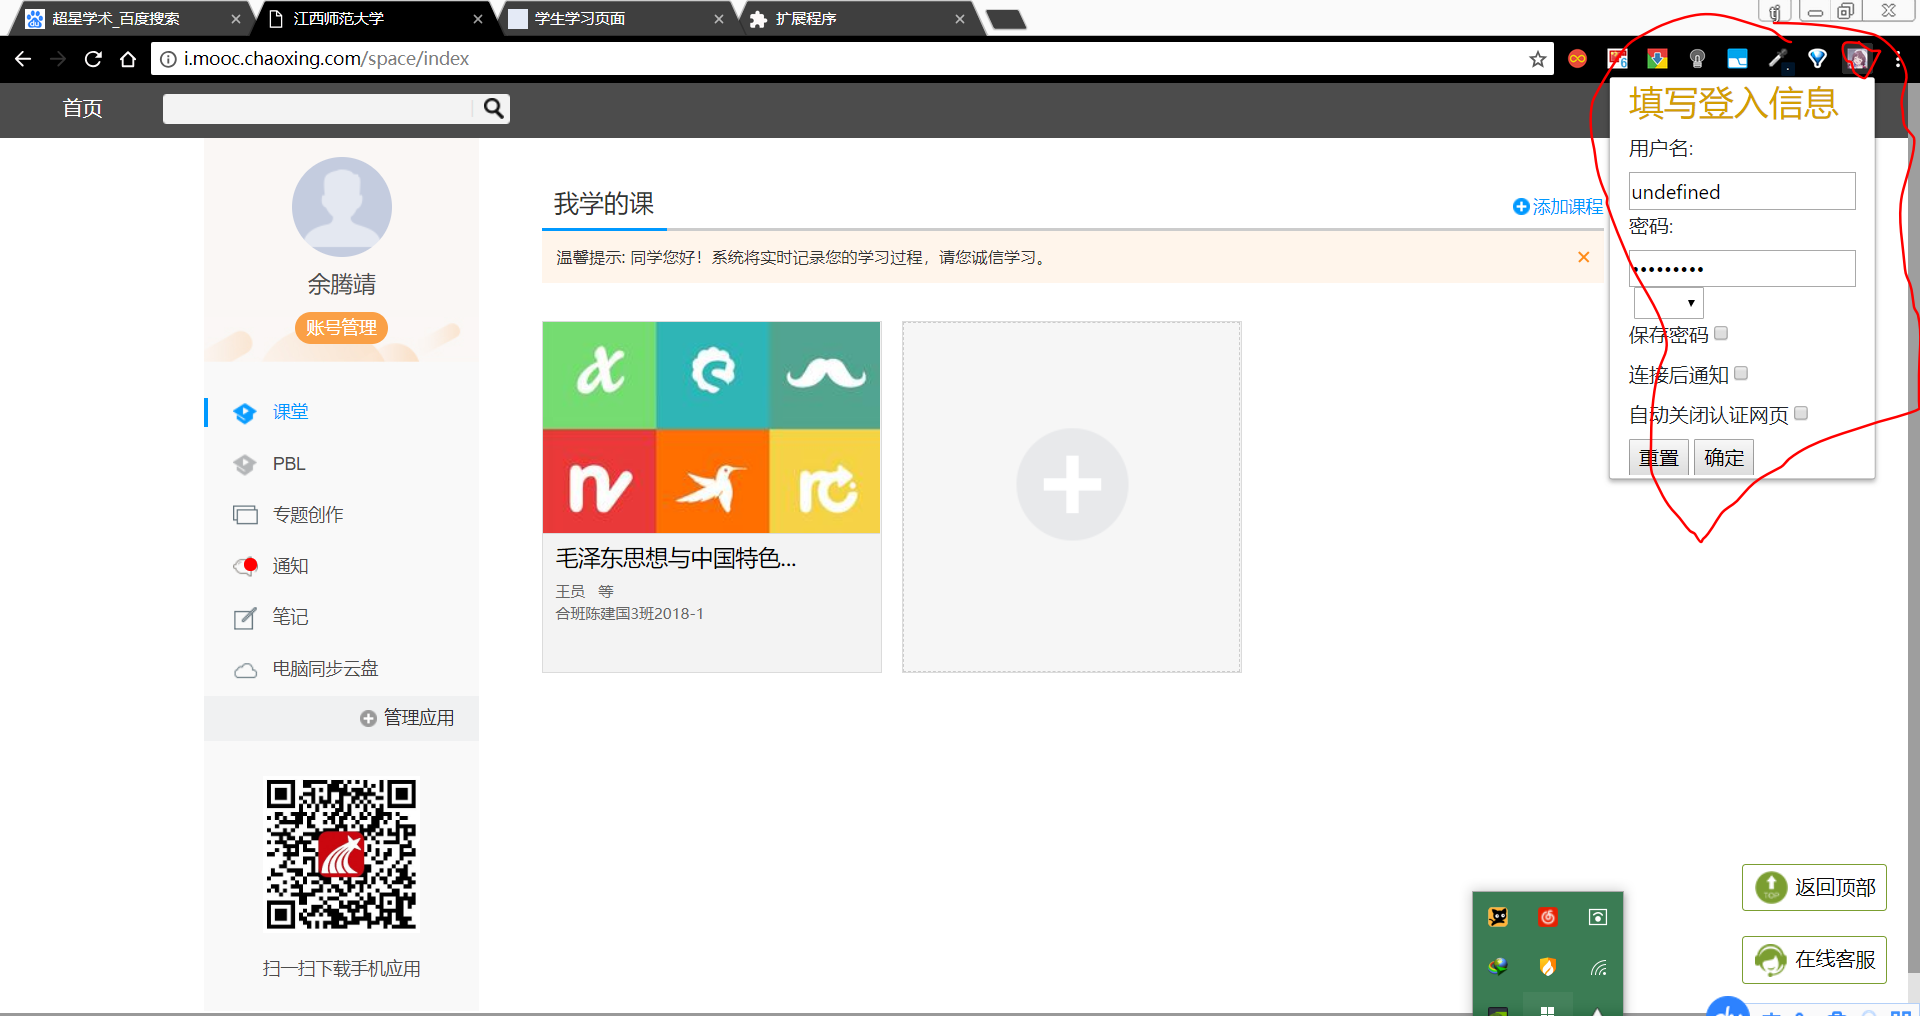 超星学术_百度搜索
江西师范大学
学生学习页面
扩展程序
tj
i.mooc.chaoxing.com/space/index
首页
填写登入信息
用户名:
undefined
密码:
•••••••••
保存密码
连接后通知
自动关闭认证网页
重置
确定
余腾靖
账号管理
课堂
PBL
专题创作
通知
笔记
电脑同步云盘
管理应用
扫一扫下载手机应用
我学的课
添加课程
温馨提示: 同学您好！系统将实时记录您的学习过程，请您诚信学习。
毛泽东思想与中国特色...
王员 等
合班陈建国3班2018-1
返回顶部
在线客服